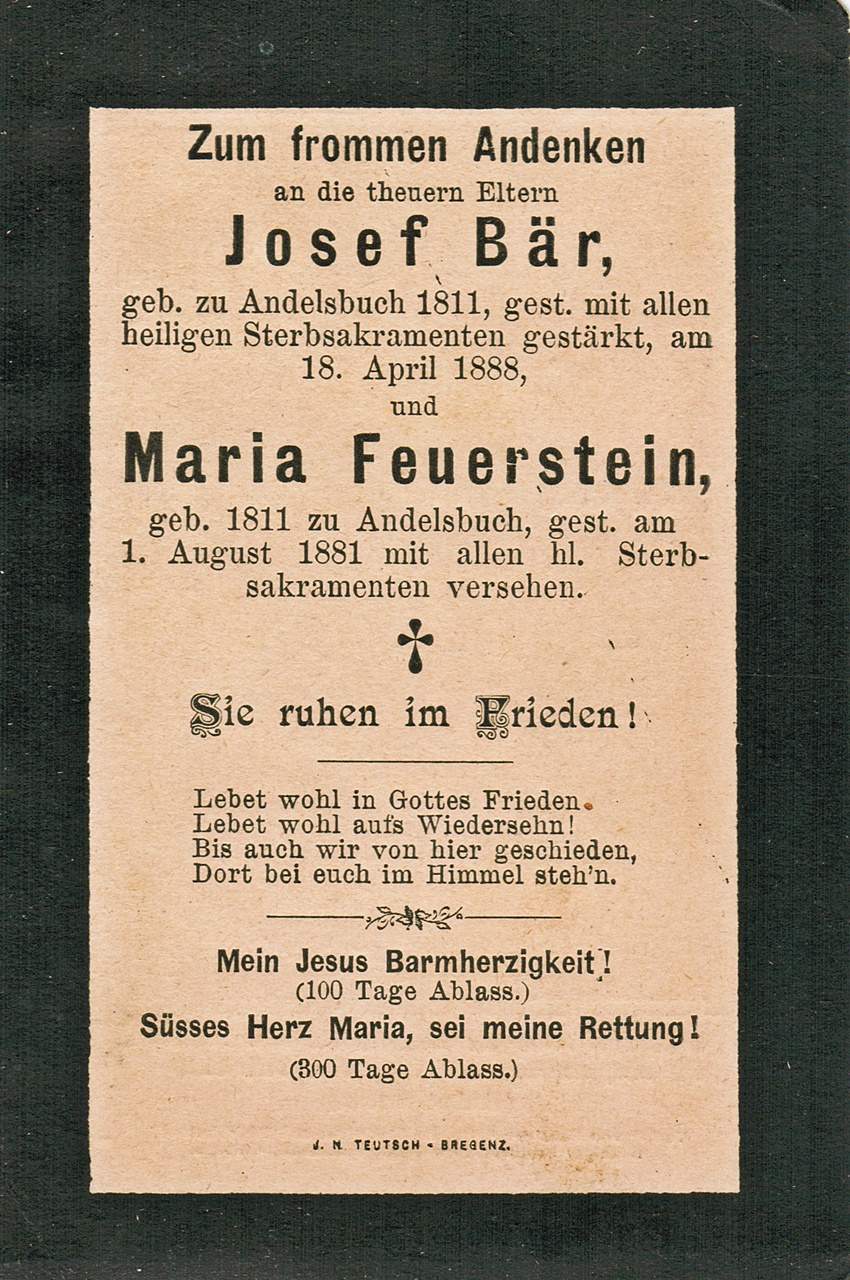 Zum frommen Andenken
an die theuern Eltern
Josef Bär,
geb. zu Andelsbuch 1811, gest. mit allen
heiligen Sterbsakramenten gestärkt, am
18. April 1888,
und
Maria Feuerstein,
geb. 1811 zu Andelsbuch, gest. am
1. August 1881 mit allen hl. Sterb-
sakramenten versehen.
Sie ruhen im Frieden!
Lebet wohl in Gottes Frieden.
Lebet wohl aufs Wiedersehn!
Bis auch wir von hier geschieden,
Dort bei euch im Himmel steh'n.
Mein Jesus Barmherzigkeit!
(100 Tage Ablass.)
Süsses Herz Maria, sei meine Rettung!
(300 Tage Ablass.)
J. N. TEUTSCH - BREGENZ.